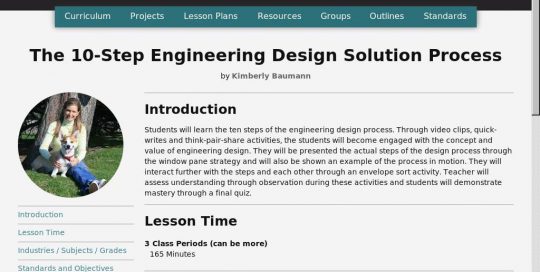 Curriculum Projects Lesson Plans Resources Groups Outlines Standards
The 10-Step Engineering Design Solution Process
by Kimberly Baumann
Introduction
Students will learn the ten steps of the engineering design process. Through video clips, quick-
writes and think-pair-share activities, the students will become engaged with the concept and
value of engineering design. They will be presented the actual steps of the design process through
the window pane strategy and will also be shown an example of the process in motion. They will
interact further with the steps and each other through an envelope sort activity. Teacher will
assess understanding through observation during these activities and students will demonstrate
mastery through a final quiz.
Introduction
Lesson Time
Industries / Subjects / Grades
Standards and Objectives
Lesson Time
3 Class Periods (can be more)
165 Minutes